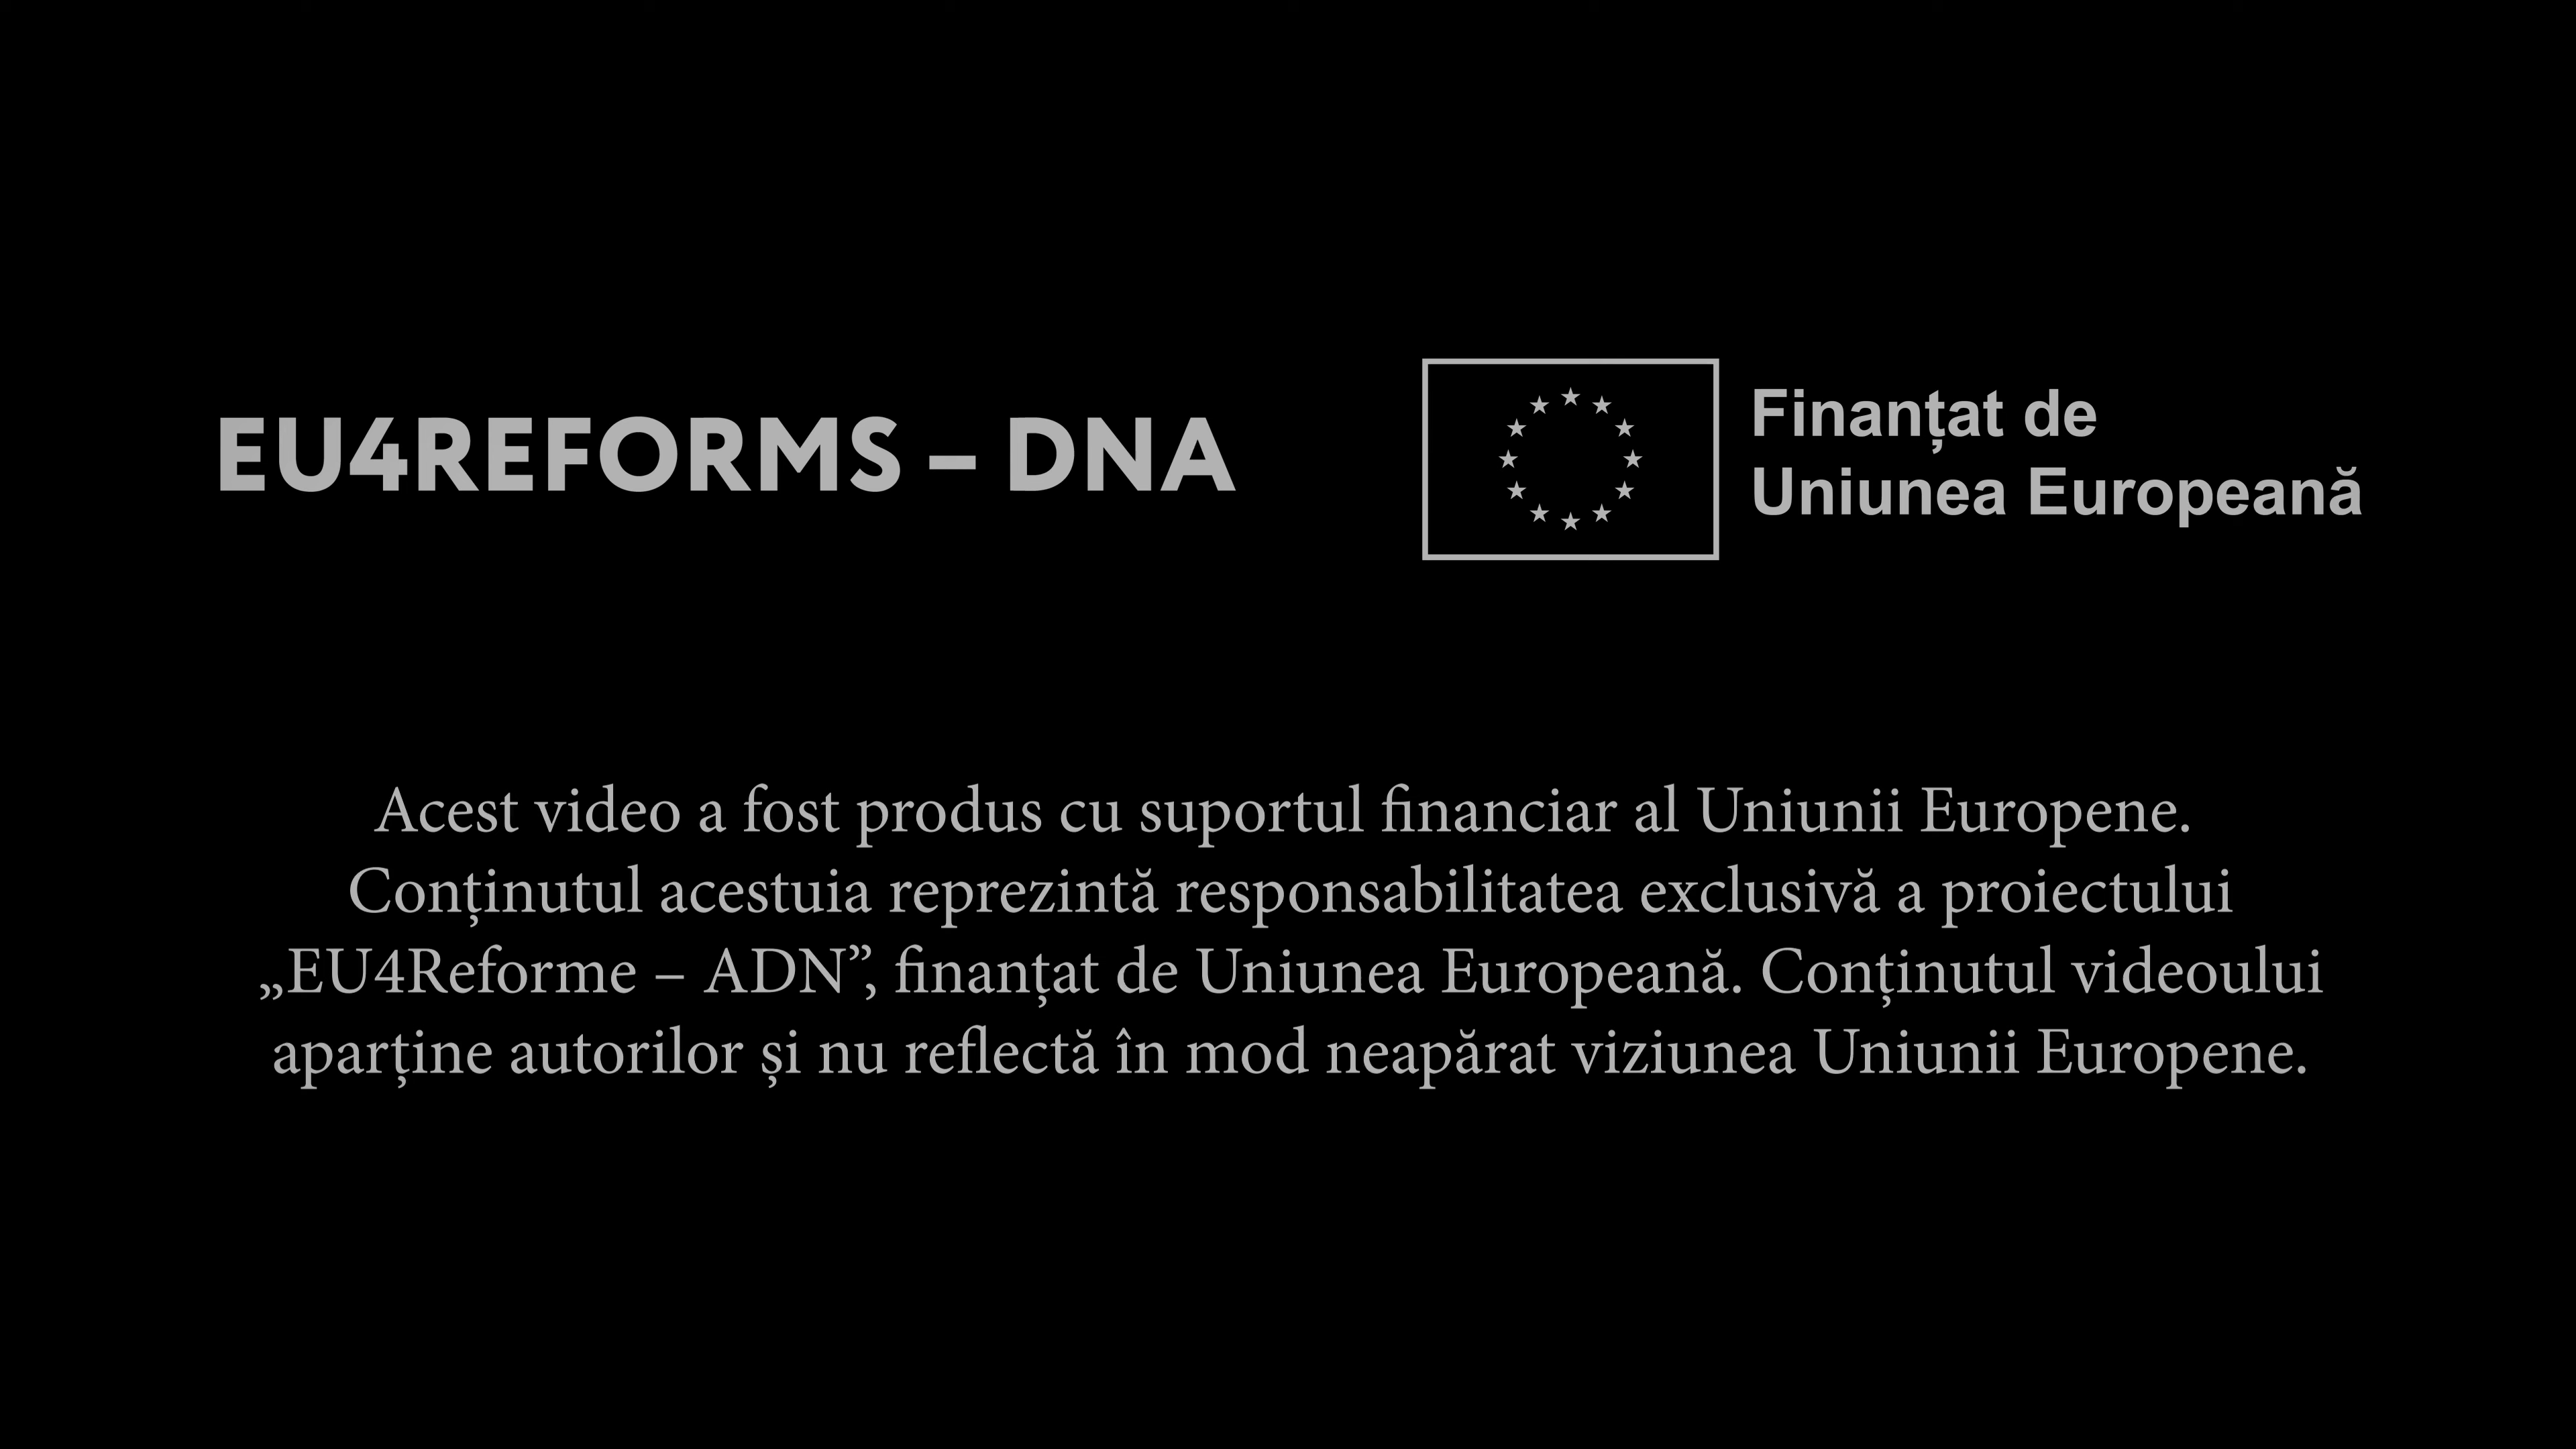 EU4REFORMS – DNA
Finanțat de
Uniunea Europeană
Acest video a fost produs cu suportul financiar al Uniunii Europene.
Conținutul acestuia reprezintă responsabilitatea exclusivă a proiectului
„EU4Reforme – ADN”, finanțat de Uniunea Europeană. Conținutul videoului
aparține autorilor și nu reflectă în mod neapărat viziunea Uniunii Europene.